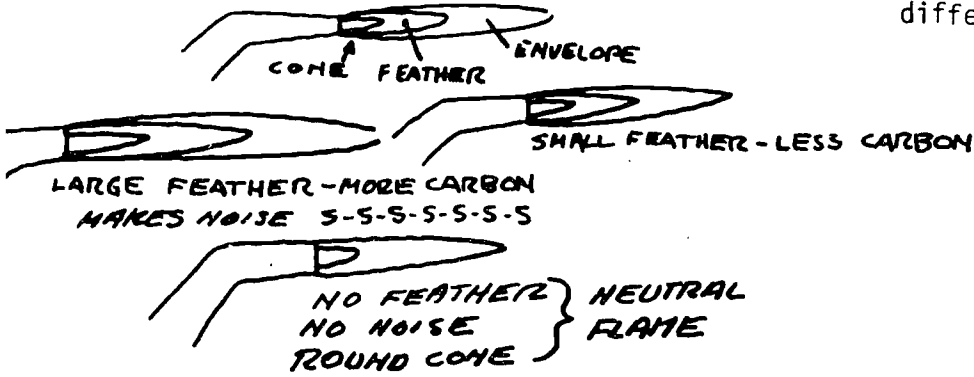 diffe
CONE FEATHER ENVELOPE
SMALL FEATHER - LESS CARBON
LARGE FEATHER - MORE CARBON
MAKES NOISE S-S-S-S-S-S-S
NO FEATHER } NEUTRAL
NO NOISE FLAME
ROUND CONE